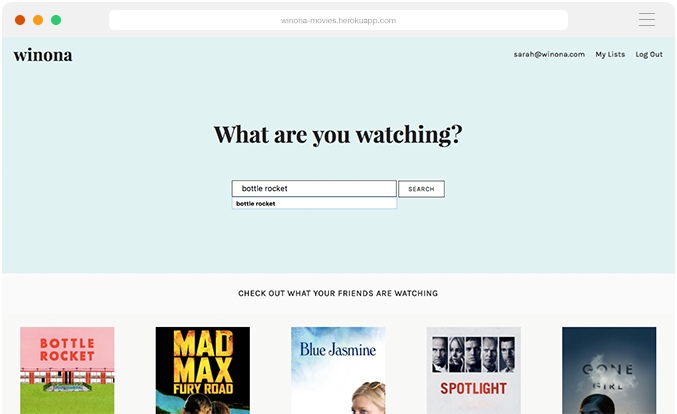 winona-movies.herokuapp.com
winona
sarah@winona.com My Lists Log Out
What are you watching?
bottle rocket SEARCH
bottle rocket
CHECK OUT WHAT YOUR FRIENDS ARE WATCHING
BOTTLE
ROCKET
MAD
MAX
FURY ROAD
Blue Jasmine
SPOTLIGHT
GONE
GIRL